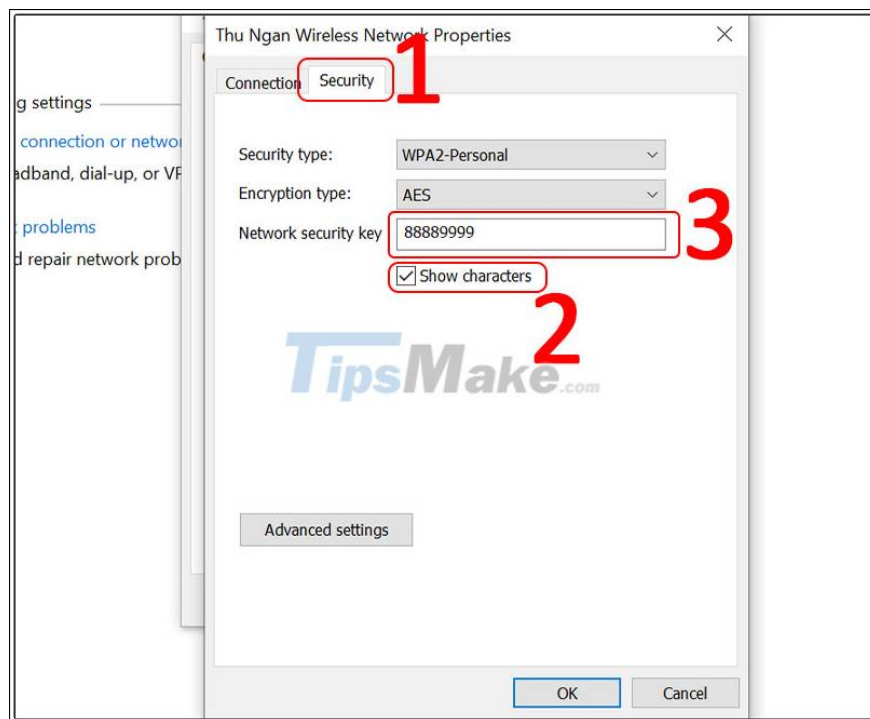 Thu Ngan Wireless Network Properties
1
Connection Security
g settings
connection or networ
adband, dial-up, or VP
problems
d repair network prob
Security type: WPA2-Personal
Encryption type: AES
Network security key 88889999
3
Show characters
2
TipsMake.com
Advanced settings
OK Cancel